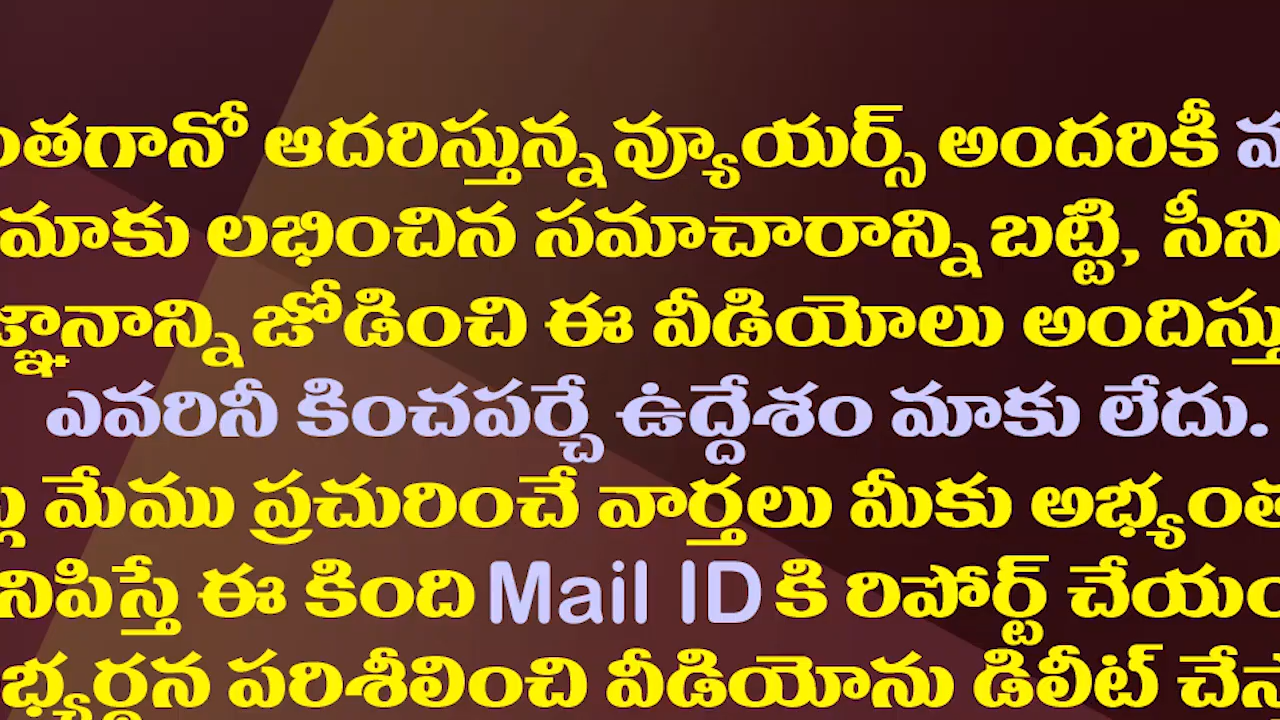 ంతగానో ఆదరిస్తున్న వ్యూయర్స్ అందరికీ
మాకు లభించిన సమాచారాన్ని బట్టి, సీని
జ్ఞానాన్ని జోడించి ఈ వీడియోలు అందిస్తు
ఎవరినీ కించపర్చే ఉద్దేశం మాకు లేదు.
మేము ప్రచురించే వార్తలు మీకు అభ్యంత
నిపిస్తే ఈ కింది Mail ID కి రిపోర్ట్ చేయం
భ్యర్థన పరిశీలించి వీడియోను డిలీట్ చేస